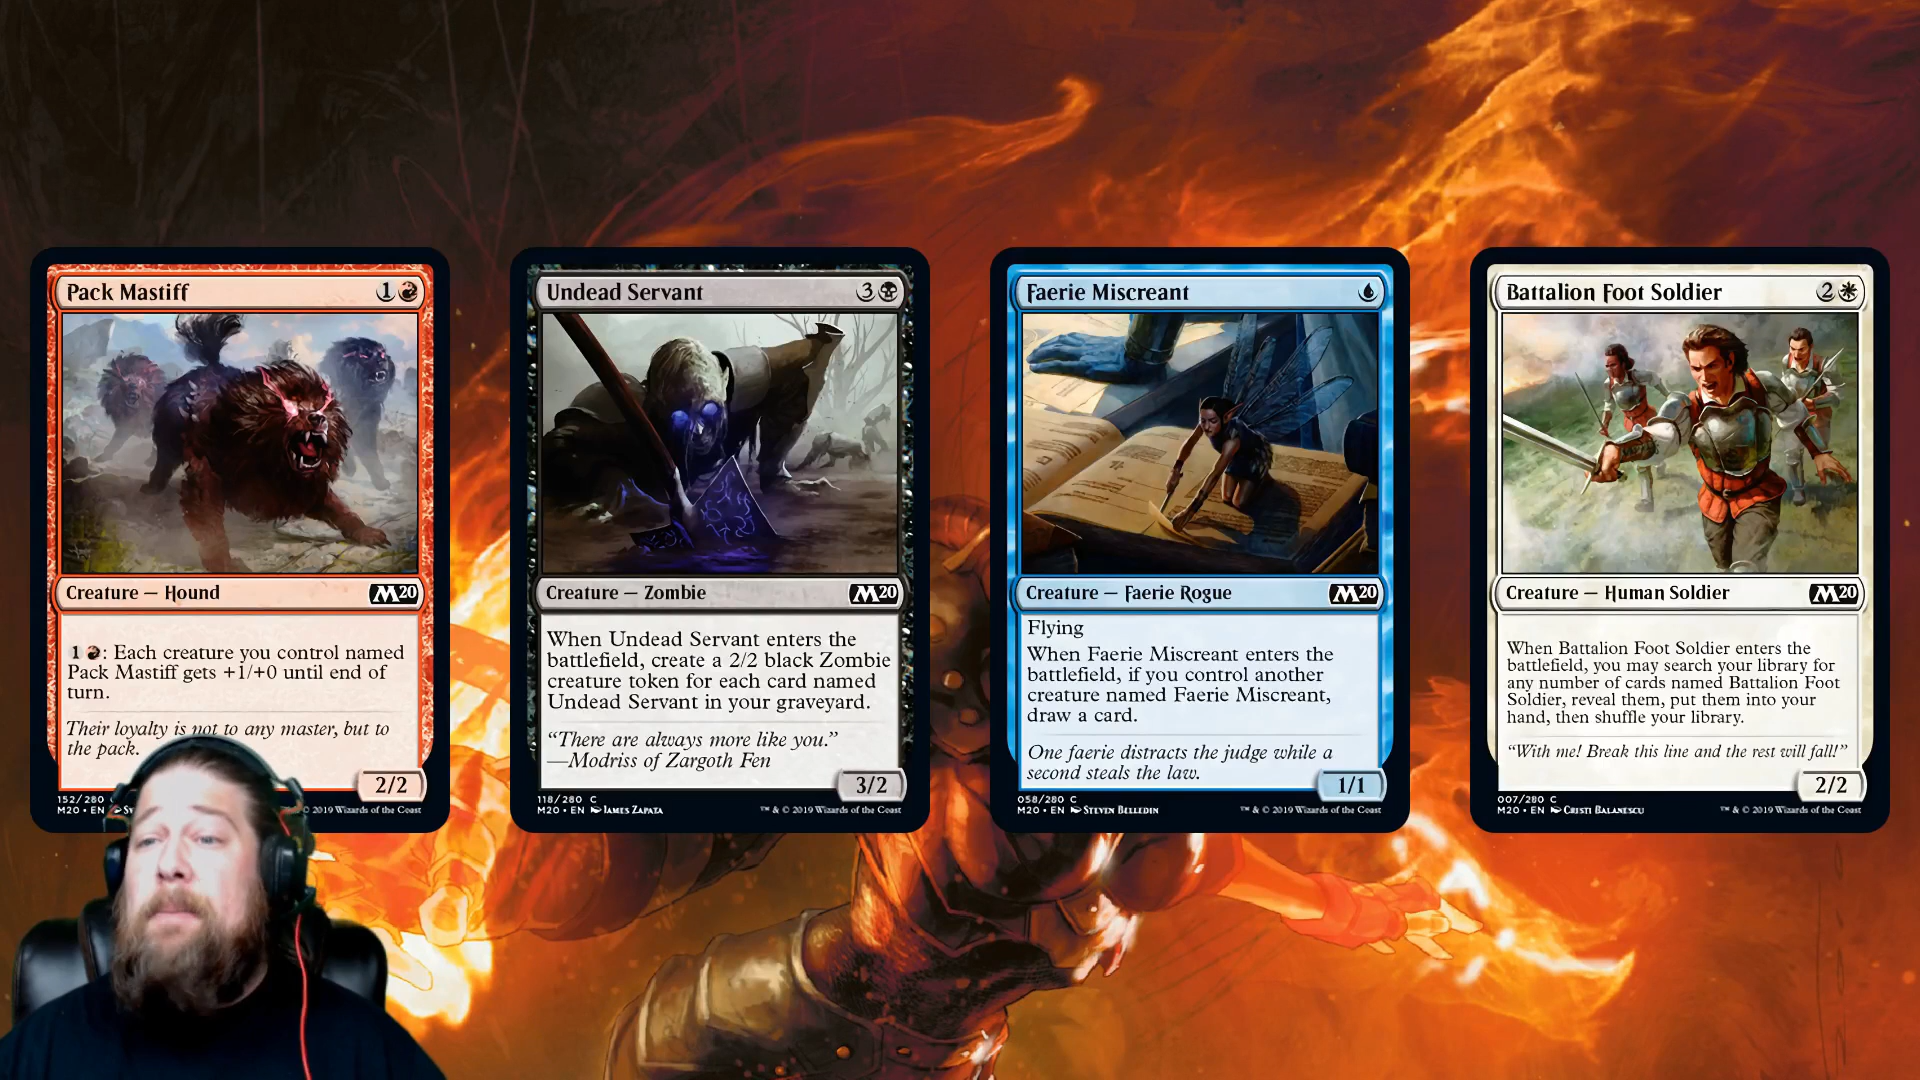 Pack Mastiff 1
Creature — Hound M20
1 : Each creature you control named
Pack Mastiff gets +1/+0 until end of
turn.
Their loyalty is not to any master, but to
the pack.
2/2
152/280
M20 • EN © 2019 Wizards of the Coast
Undead Servant 3
Creature — Zombie M20
When Undead Servant enters the
battlefield, create a 2/2 black Zombie
creature token for each card named
Undead Servant in your graveyard.
“There are always more like you.”
—Modriss of Zargoth Fen
3/2
118/280 C
M20 • EN James Zapata ™ & © 2019 Wizards of the Coast
Faerie Miscreant
Creature — Faerie Rogue M20
Flying
When Faerie Miscreant enters the
battlefield, if you control another
creature named Faerie Miscreant,
draw a card.
One faerie distracts the judge while a
second steals the law.
1/1
058/280 C
M20 • EN Steven Belledin ™ & © 2019 Wizards of the Coast
Battalion Foot Soldier 2
Creature — Human Soldier M20
When Battalion Foot Soldier enters the
battlefield, you may search your library for
any number of cards named Battalion Foot
Soldier, reveal them, put them into your
hand, then shuffle your library.
“With me! Break this line and the rest will fall!”
2/2
007/280 C
M20 • EN Cristi Balanescu ™ & © 2019 Wizards of the Coast